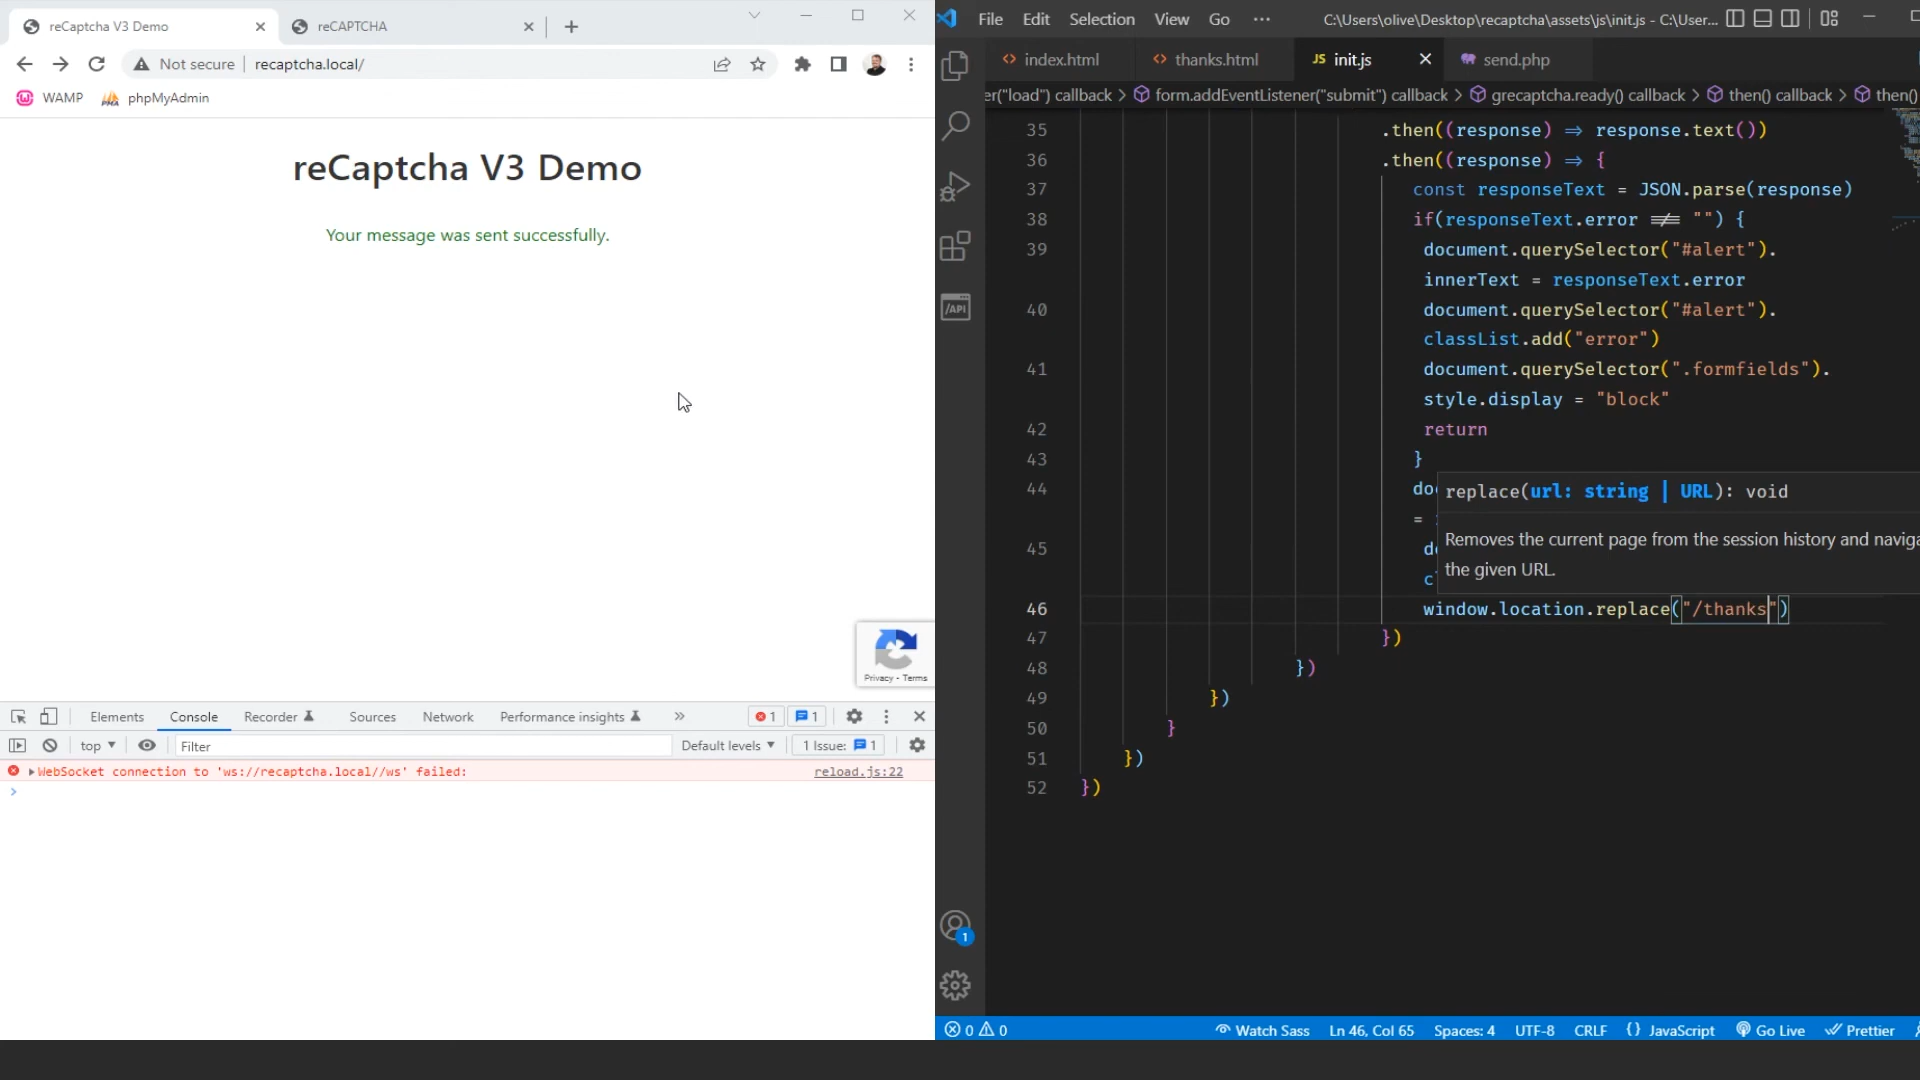 reCaptcha V3 Demo
reCAPTCHA
Not secure
recaptcha.local/
WAMP
phpMyAdmin
reCaptcha V3 Demo
Your message was sent successfully.
Privacy - Terms
Elements
Console
Recorder
Sources
Network
Performance insights
1
1
top
Filter
Default levels
1 Issue: 1
WebSocket connection to 'ws://recaptcha.local//ws' failed:
reload.js:22
File Edit Selection View Go ···
C:\Users\olive\Desktop\recaptcha\assets\js\init.js - C:\User...
index.html
thanks.html
JS init.js
send.php
er("load") callback > form.addEventListener("submit") callback > grecaptcha.ready() callback > then() callback > then()
/API
1
35 .then((response) ⇒ response.text())
36 .then((response) ⇒ {
37 const responseText = JSON.parse(response)
38 if(responseText.error !== "") {
39 document.querySelector("#alert").
innerText = responseText.error
40 document.querySelector("#alert").
classList.add("error")
41 document.querySelector(".formfields").
style.display = "block"
42 return
43 }
44 do
=
45 d
c
replace(url: string | URL): void
Removes the current page from the session history and naviga
the given URL.
46 window.location.replace("/thanks")
47 })
48 })
49 })
50 }
51 })
52 })
0 0
Watch Sass
Ln 46, Col 65
Spaces: 4
UTF-8
CRLF
{} JavaScript
Go Live
Prettier